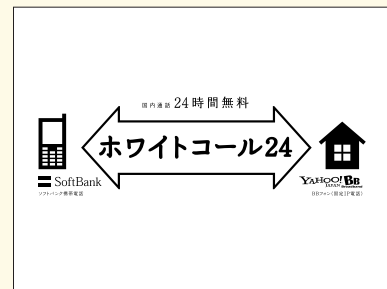 国内通話 24時間無料
ホワイトコール24
SoftBank
ソフトバンク携帯電話
YAHOO! BB
JAPAN Broadband
BBフォン(固定IP電話)